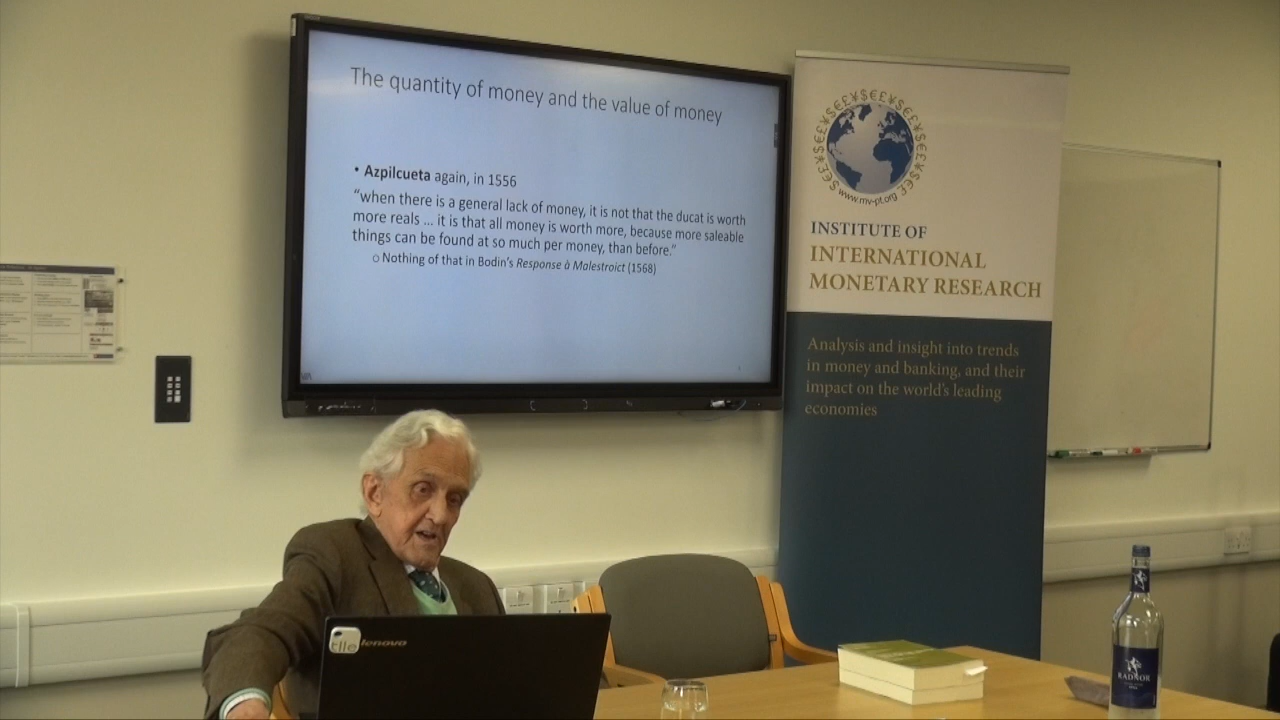 The quantity of money and the value of money
• Azpilcueta again, in 1556
“when there is a general lack of money, it is not that the ducat is worth
more reals ... it is that all money is worth more, because more saleable
things can be found at so much per money, than before.”
○ Nothing of that in Bodin's Response à Malestroict (1568)
¥$€££¥$€££¥$€££
www.mv-pt.org
INSTITUTE OF
INTERNATIONAL
MONETARY RESEARCH
Analysis and insight into trends
in money and banking, and their
impact on the world's leading
economies
lenovo
RADNOR